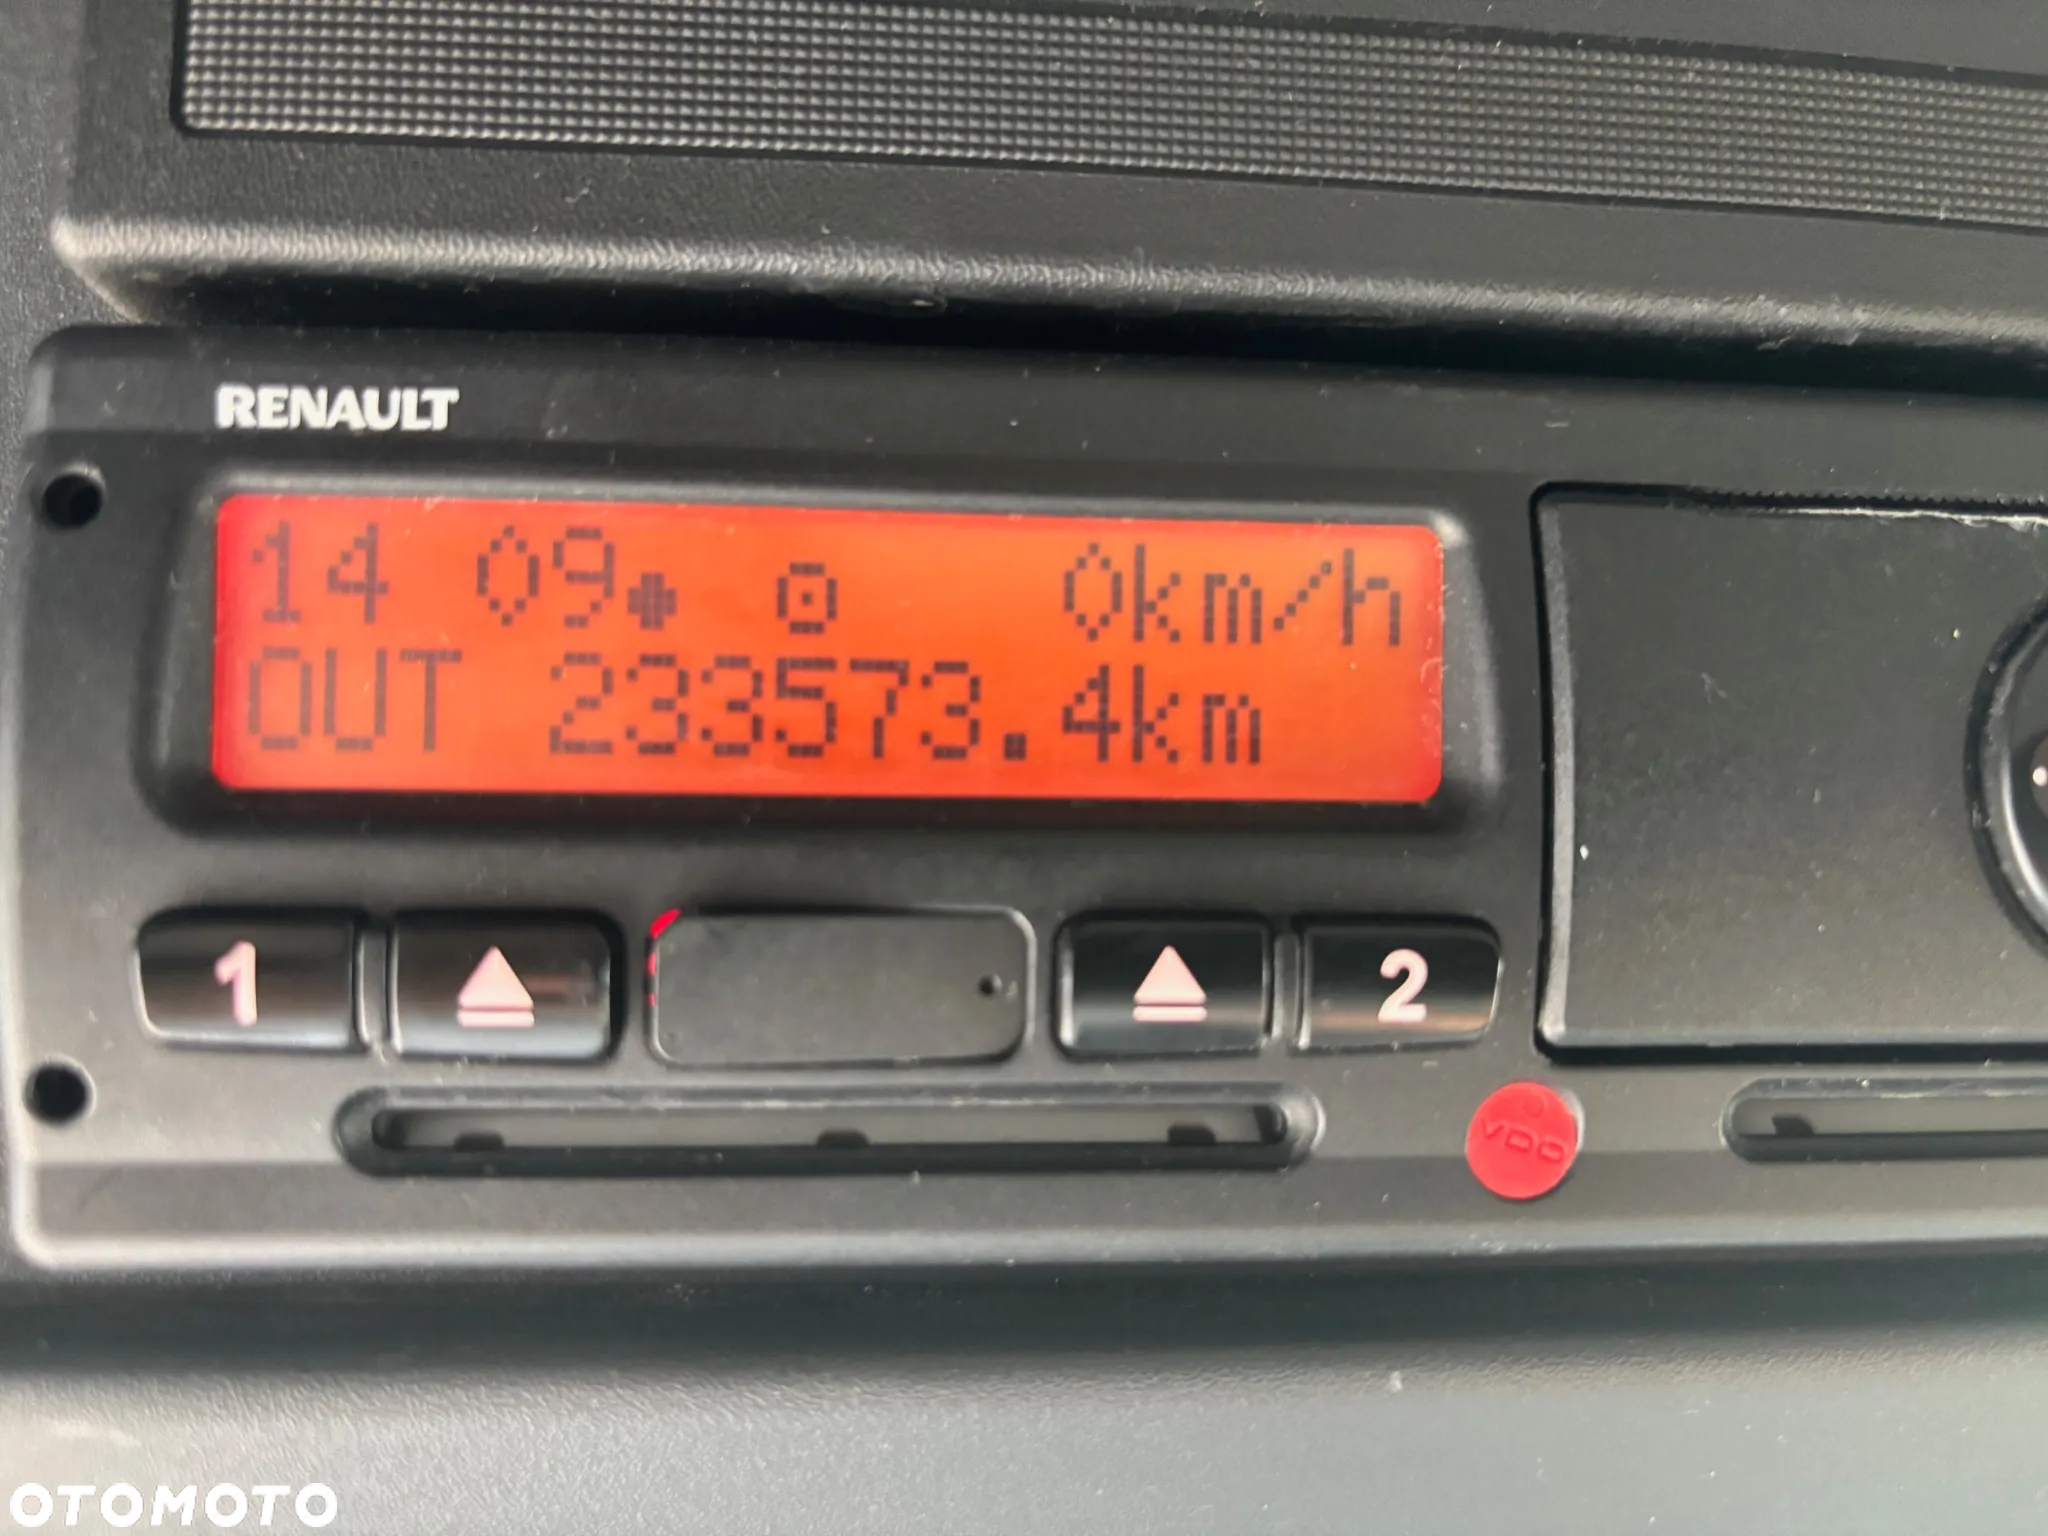 RENAULT
14 09 0km/h
OUT 233573.4km
1
2
VDO
OTOMOTO